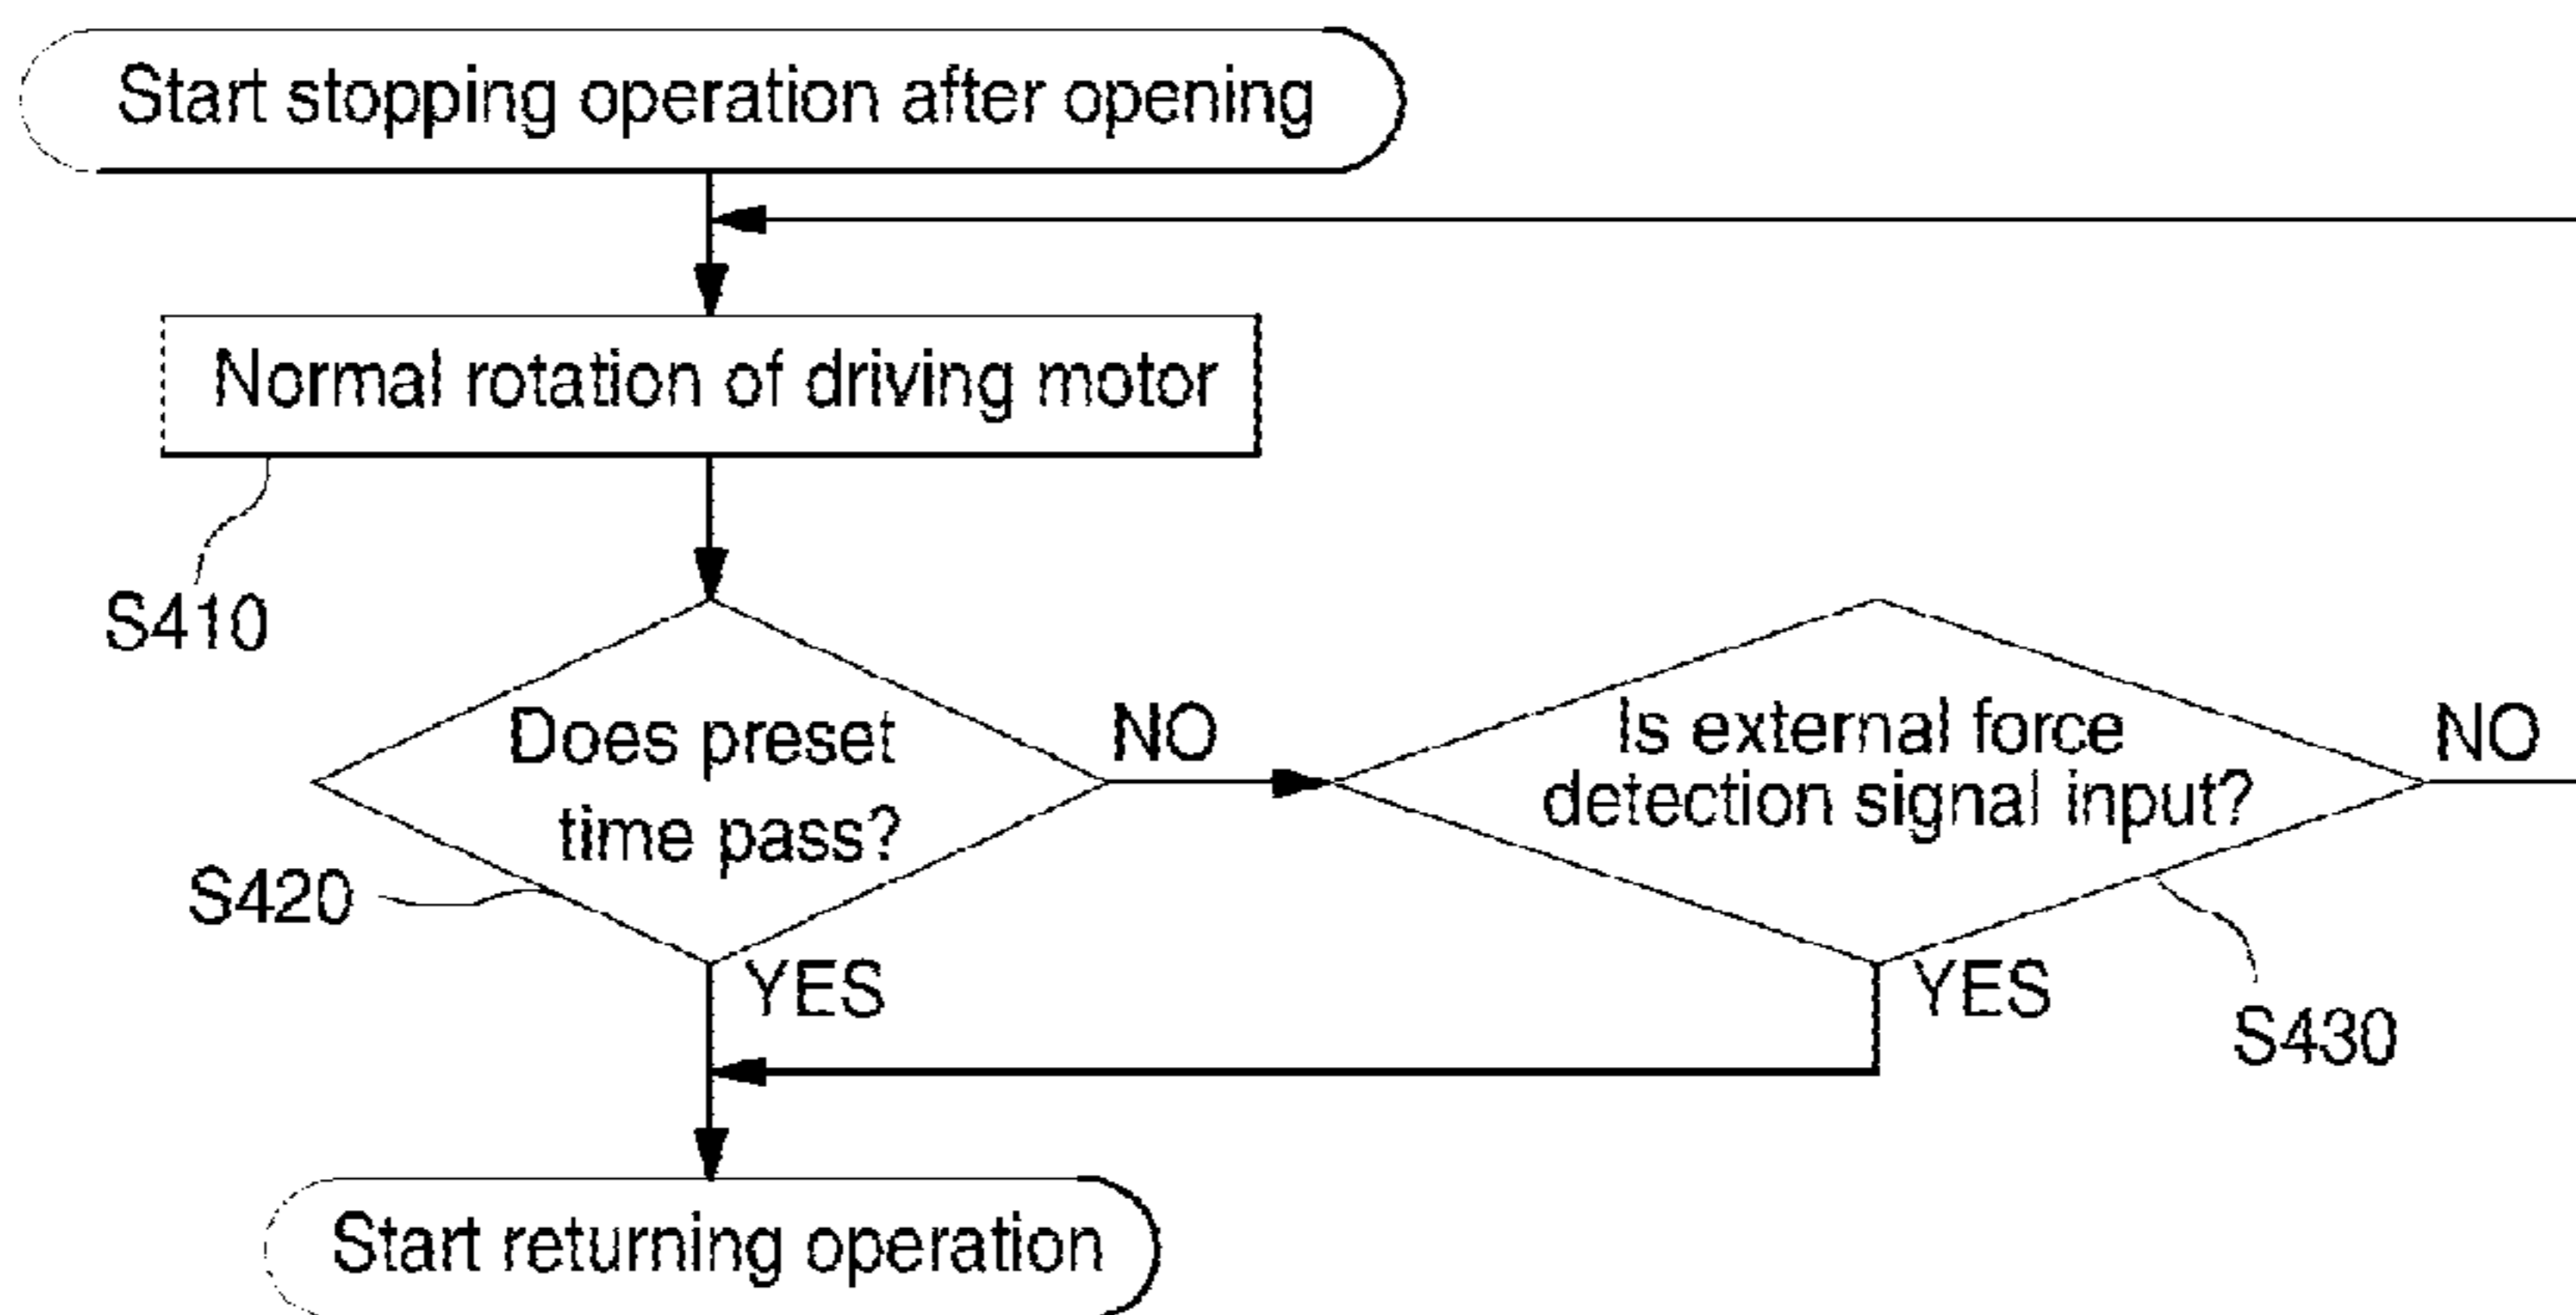 Start stopping operation after opening
Normal rotation of driving motor
S410
Does preset
time pass?
NO
S420
YES
Is external force
detection signal input?
NO
YES
S430
Start returning operation